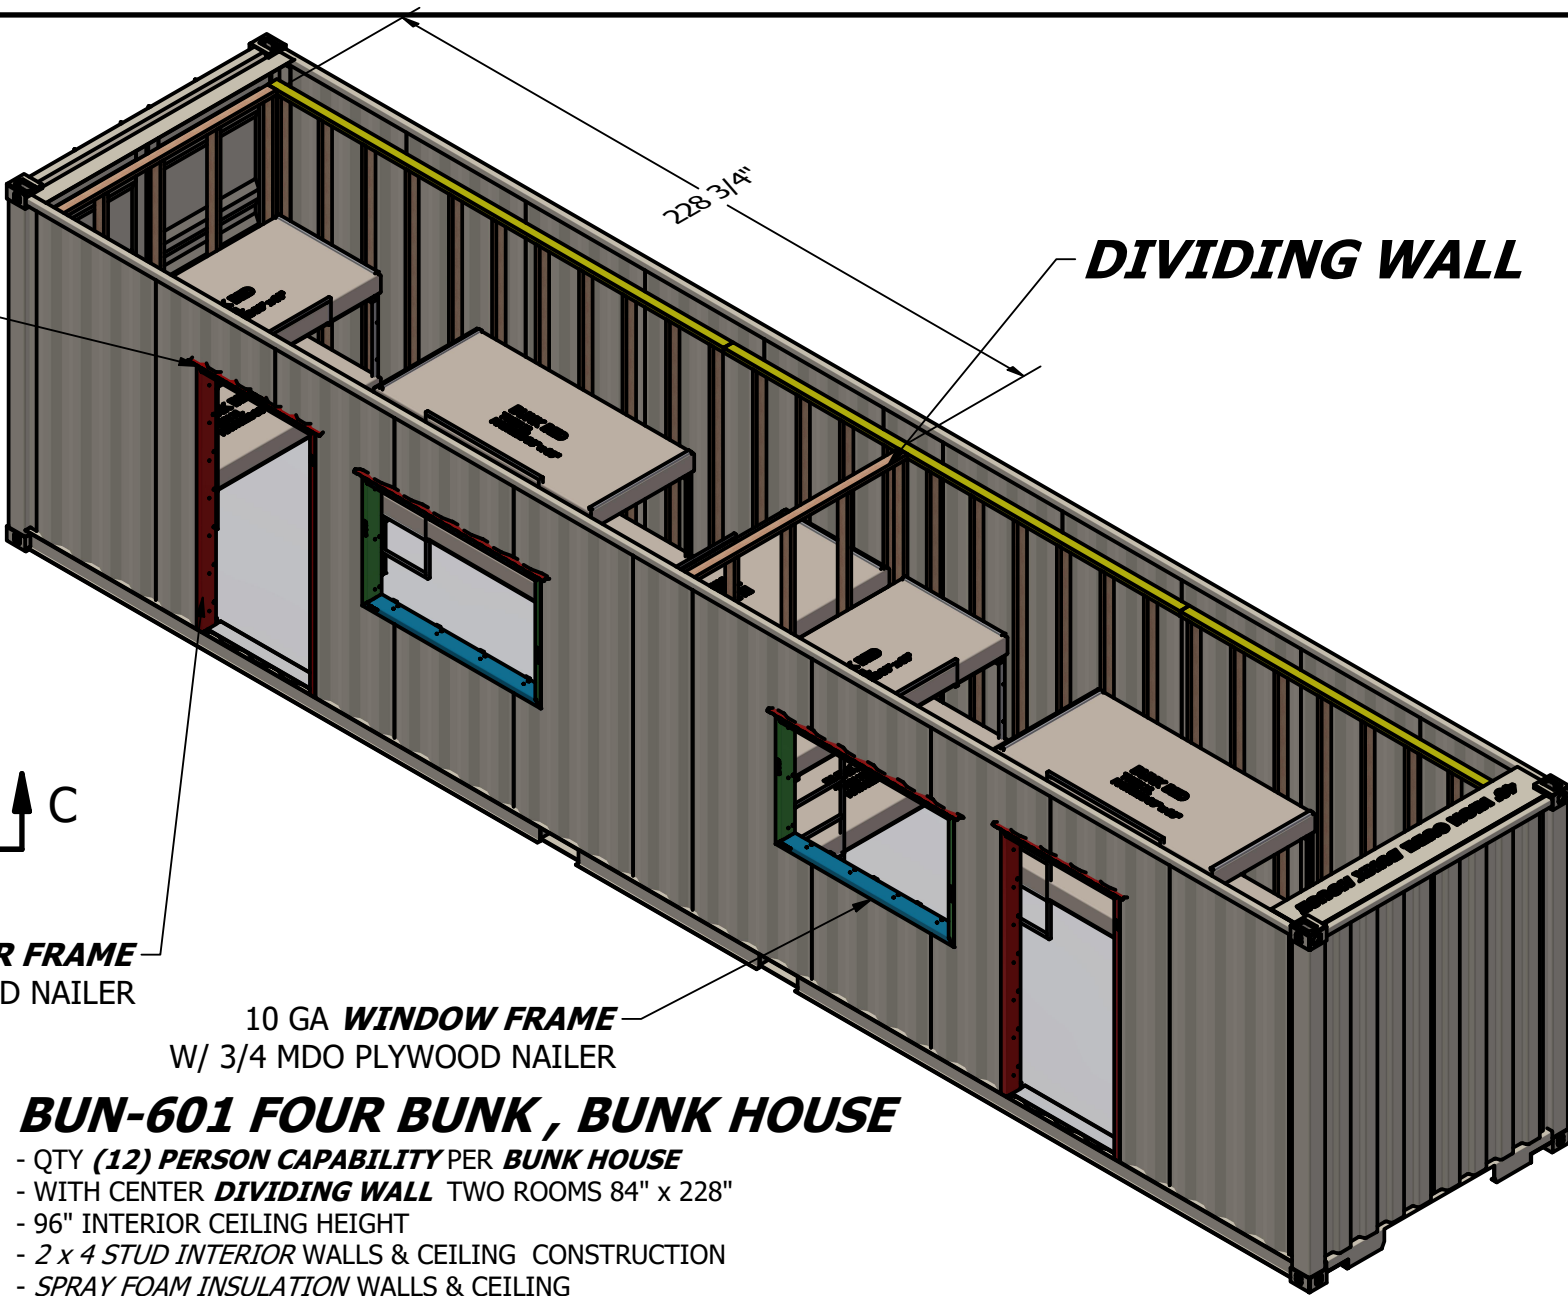 228 3/4"
DIVIDING WALL
C
R FRAME
D NAILER
10 GA WINDOW FRAME
W/ 3/4 MDO PLYWOOD NAILER
BUN-601 FOUR BUNK , BUNK HOUSE
- QTY (12) PERSON CAPABILITY PER BUNK HOUSE
- WITH CENTER DIVIDING WALL TWO ROOMS 84" x 228"
- 96" INTERIOR CEILING HEIGHT
- 2 x 4 STUD INTERIOR WALLS & CEILING CONSTRUCTION
- SPRAY FOAM INSULATION WALLS & CEILING